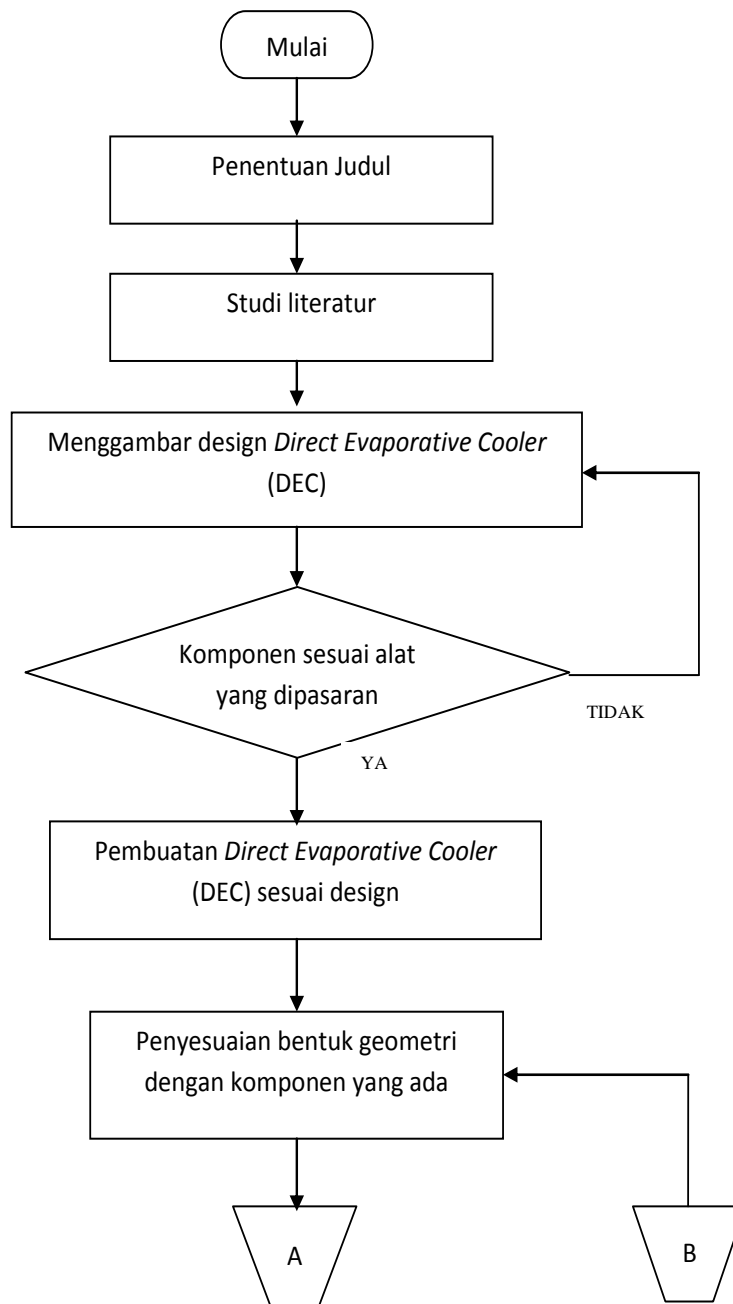 Mulai
Penentuan Judul
Studi literatur
Menggambar design Direct Evaporative Cooler
(DEC)
Komponen sesuai alat
yang dipasaran
TIDAK
YA
Pembuatan Direct Evaporative Cooler
(DEC) sesuai design
Penyesuaian bentuk geometri
dengan komponen yang ada
A
B